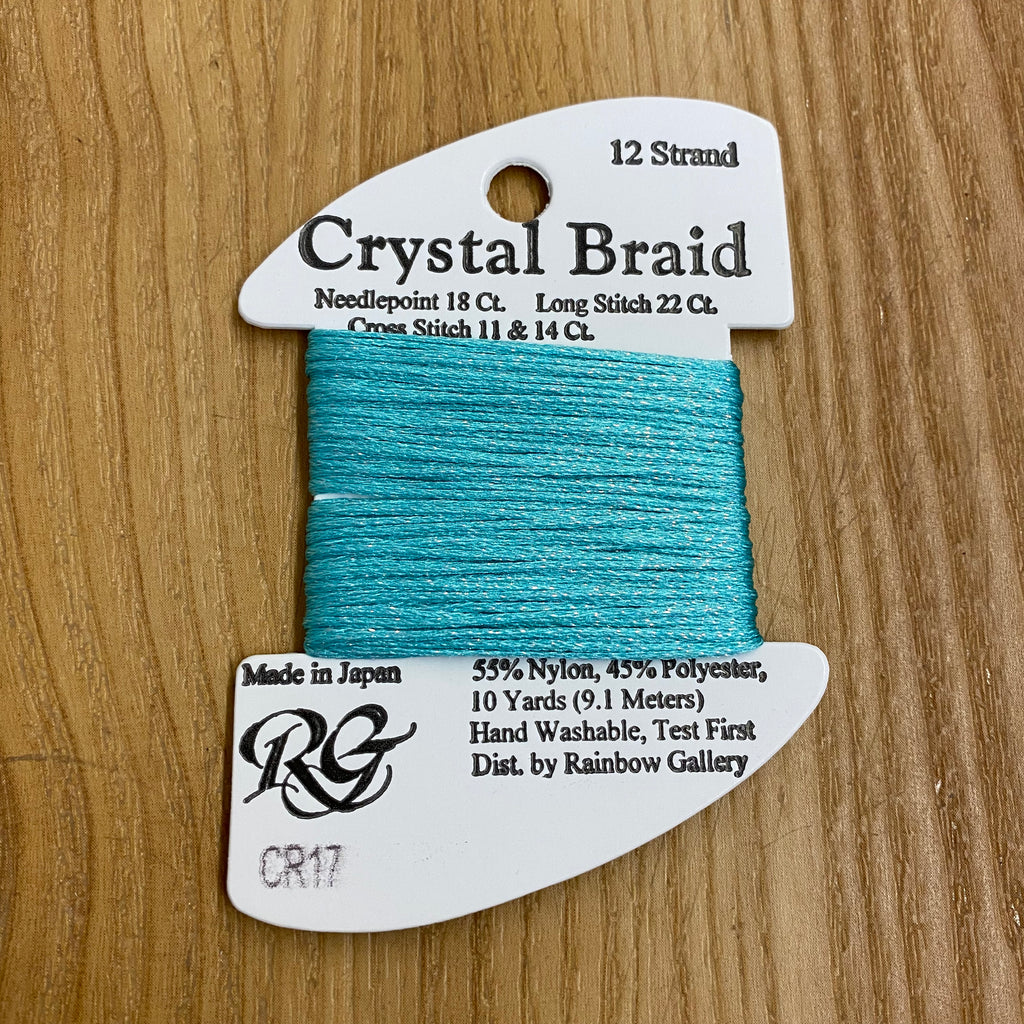 12 Strand
Crystal Braid
Needlepoint 18 Ct. Long Stitch 22 Ct.
Cross Stitch 11 & 14 Ct.
Made in Japan
55% Nylon, 45% Polyester,
10 Yards (9.1 Meters)
Hand Washable, Test First
Dist. by Rainbow Gallery
RG
CR17